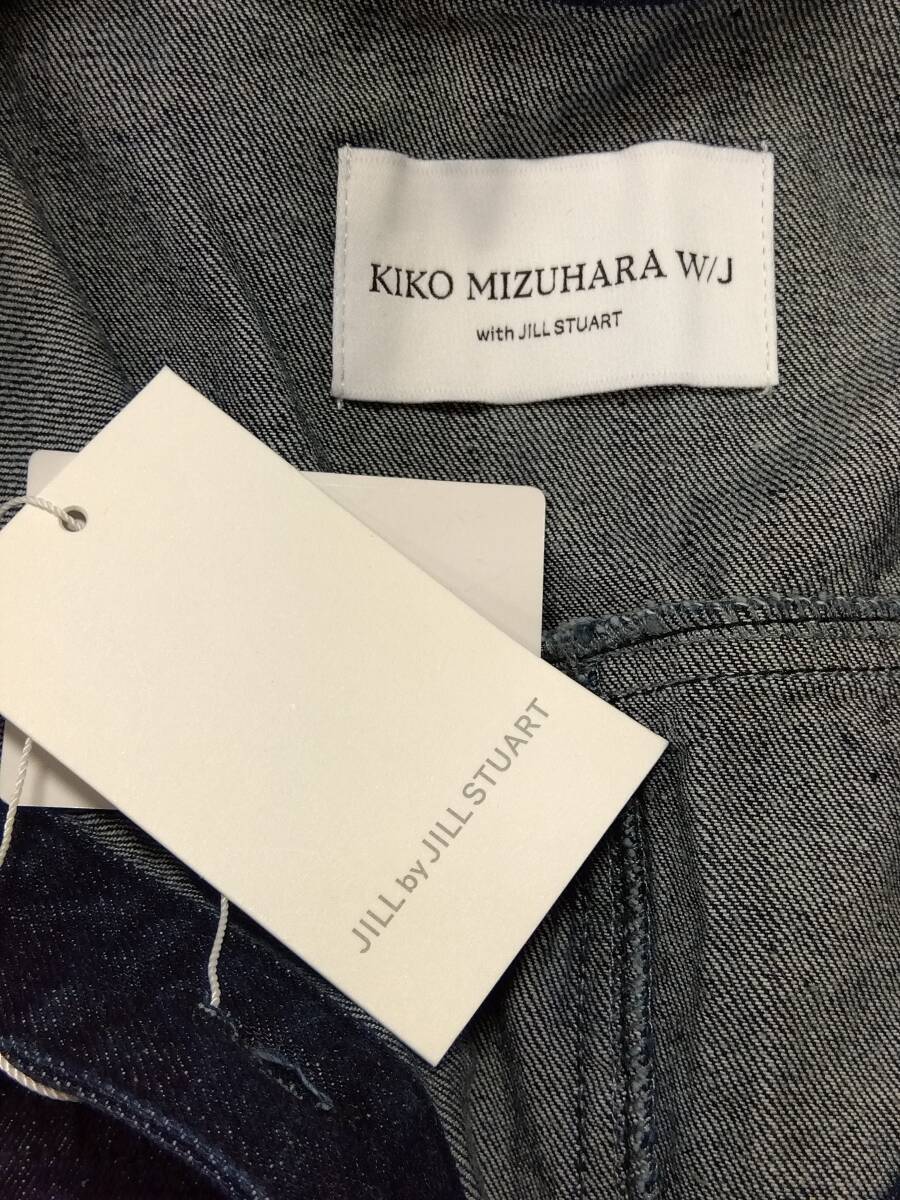 KIKO MIZUHARA W/J
with JILL STUART
JILL by JILL STUART